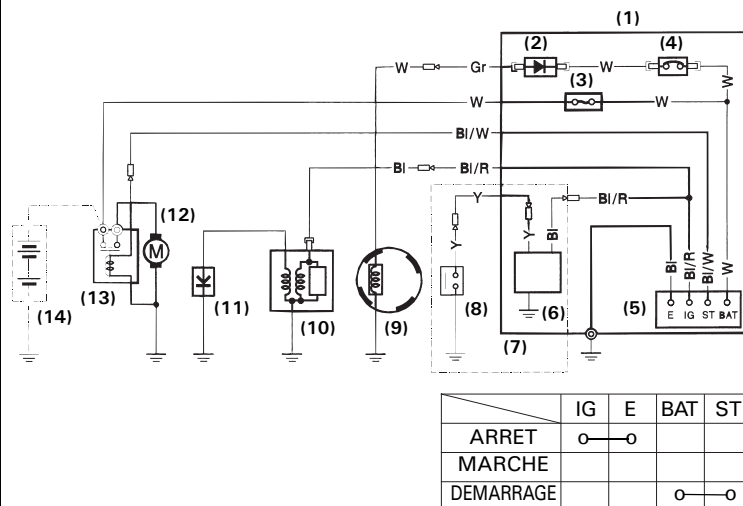 (1)
(2)
(4)
W
Gr
W
(3)
W
W
W
Bl/W
Bl
Bl/R
Y
Bl/R
(12)
M
Y
Y
Bl
Bl
Bl/R
Bl/W
W
(13)
(11)
(8)
(6)
(5)
E IG ST BAT
(14)
(10)
(9)
(7)
IG E BAT ST
ARRET
MARCHE
DEMARRAGE